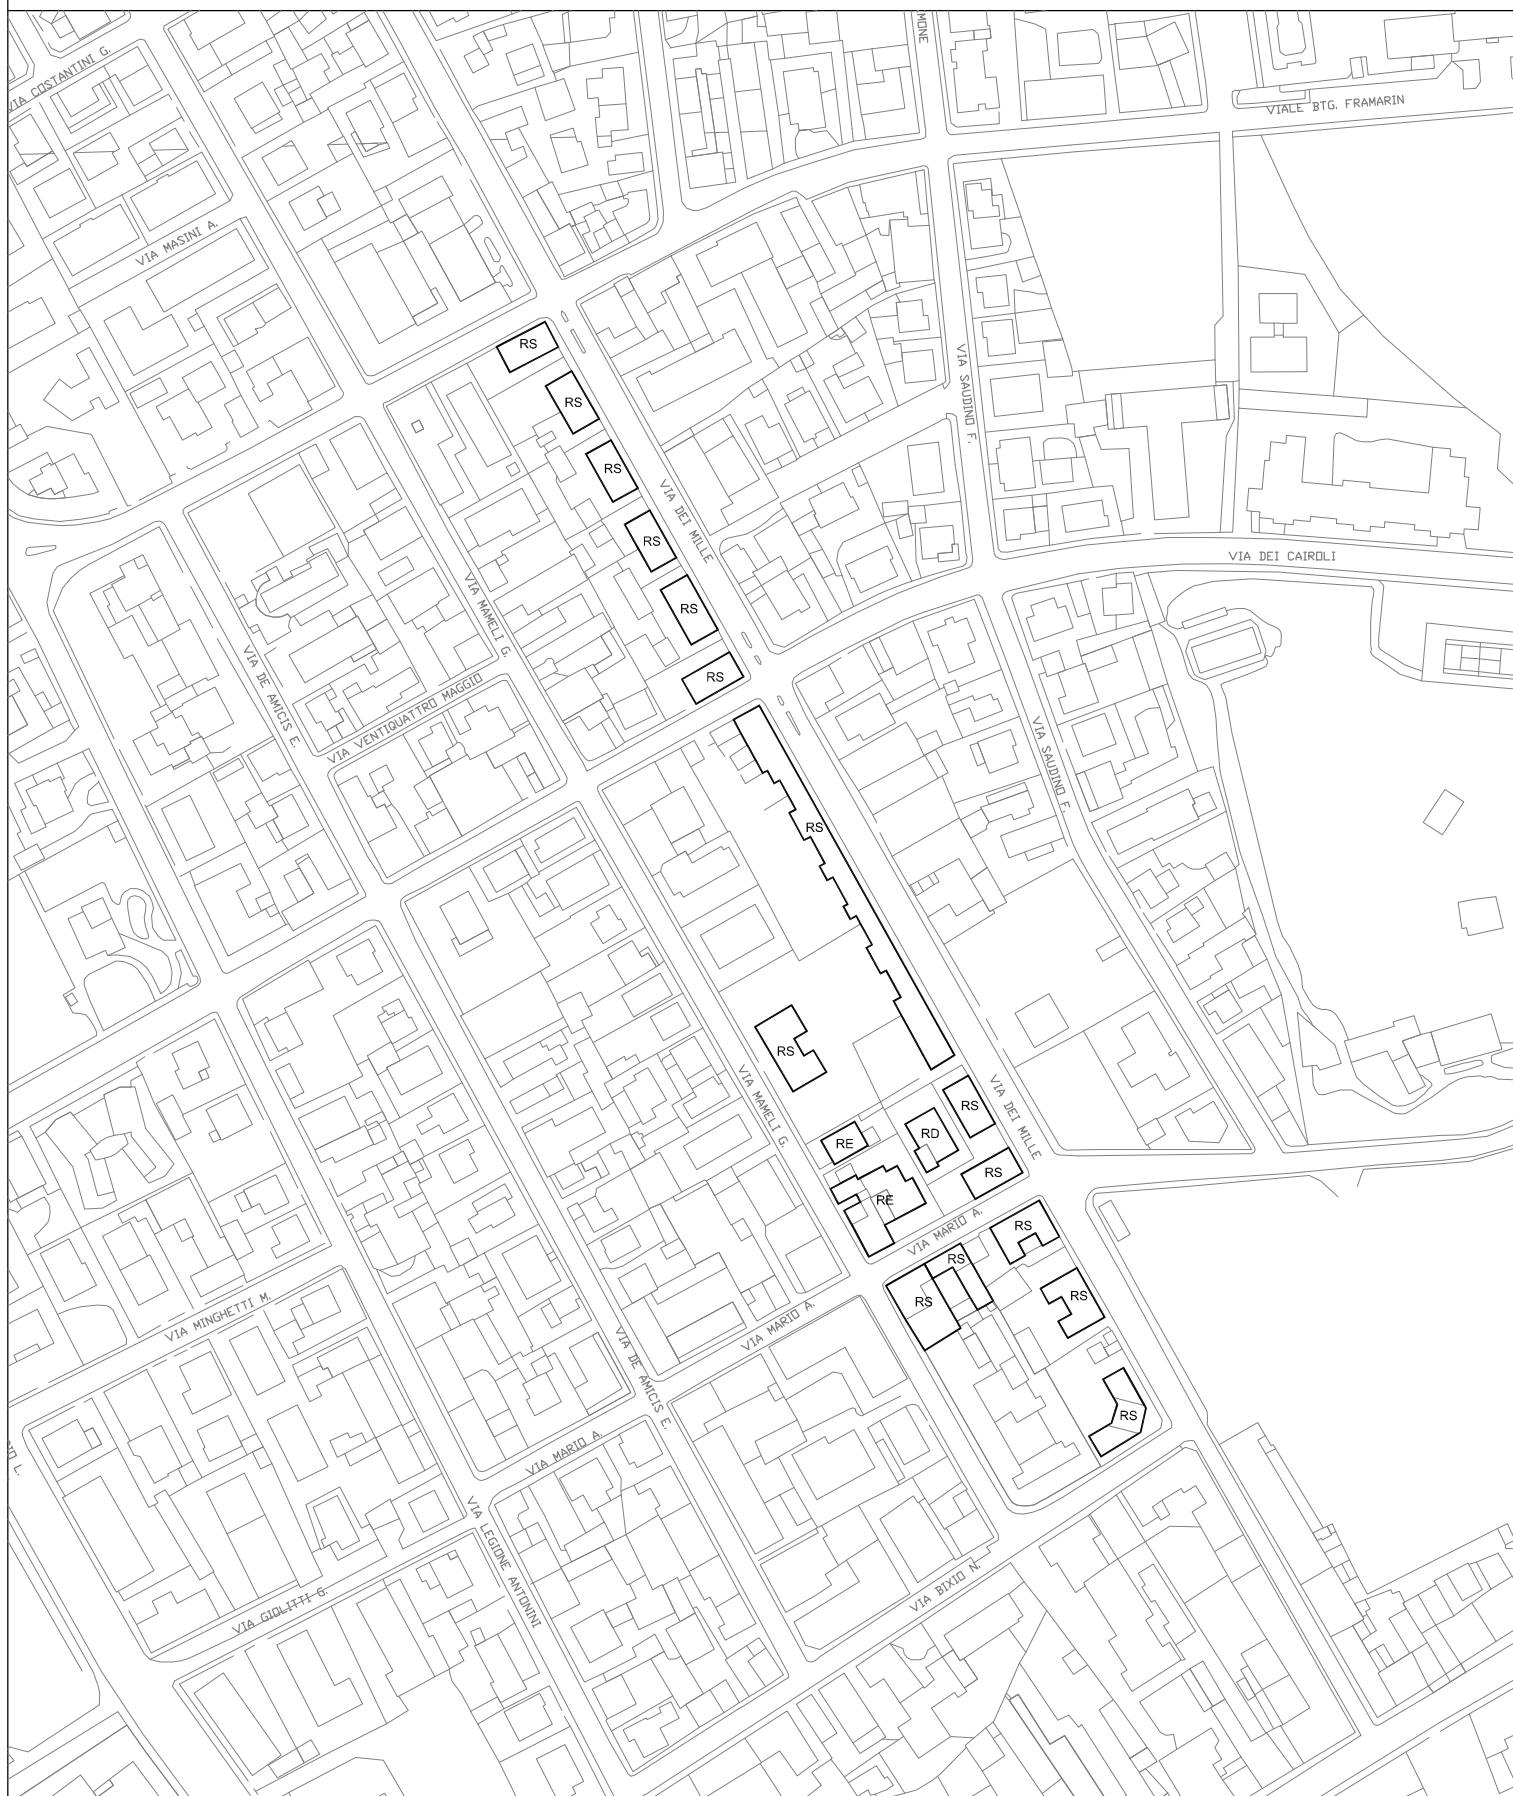 MONE
VIA COSTANTINI G.
VIALE BTG. FRAMARIN
VIA MASINI A.
RS
VIA SAUDINO F.
RS
RS
VIA DEI MILLE
RS
VIA DEI CAIROLI
VIA MAMELI G.
RS
RS
VIA DE AMICIS E.
VIA VENTIQUATTRO MAGGIO
VIA SAUDINO F.
RS
RS
VIA MAMELI G.
VIA DEI MILLE
RS
RD
RE
RS
RE
VIA MARIO A.
RS
RS
RS
RS
VIA MINGHETTI M.
VIA MARIO A.
VIA DE AMICIS E.
RS
VIA MARIO A.
VIA LEGIONE ANTONINI
VIA BIXIO N.
VIA GIOLITTI G.